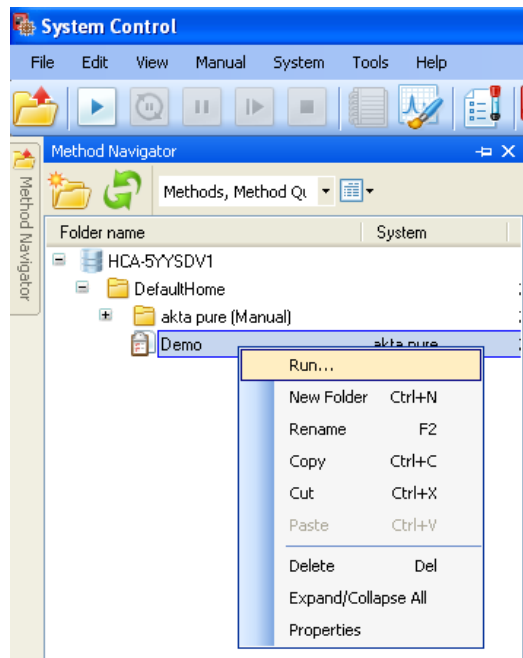 System Control
File Edit View Manual System Tools Help
Method Navigator
Method Navigator
Methods, Method Qu
Folder name System
HCA-5YYSDV1
DefaultHome
akta pure (Manual)
Demo akta pure
Run...
New Folder Ctrl+N
Rename F2
Copy Ctrl+C
Cut Ctrl+X
Paste Ctrl+V
Delete Del
Expand/Collapse All
Properties